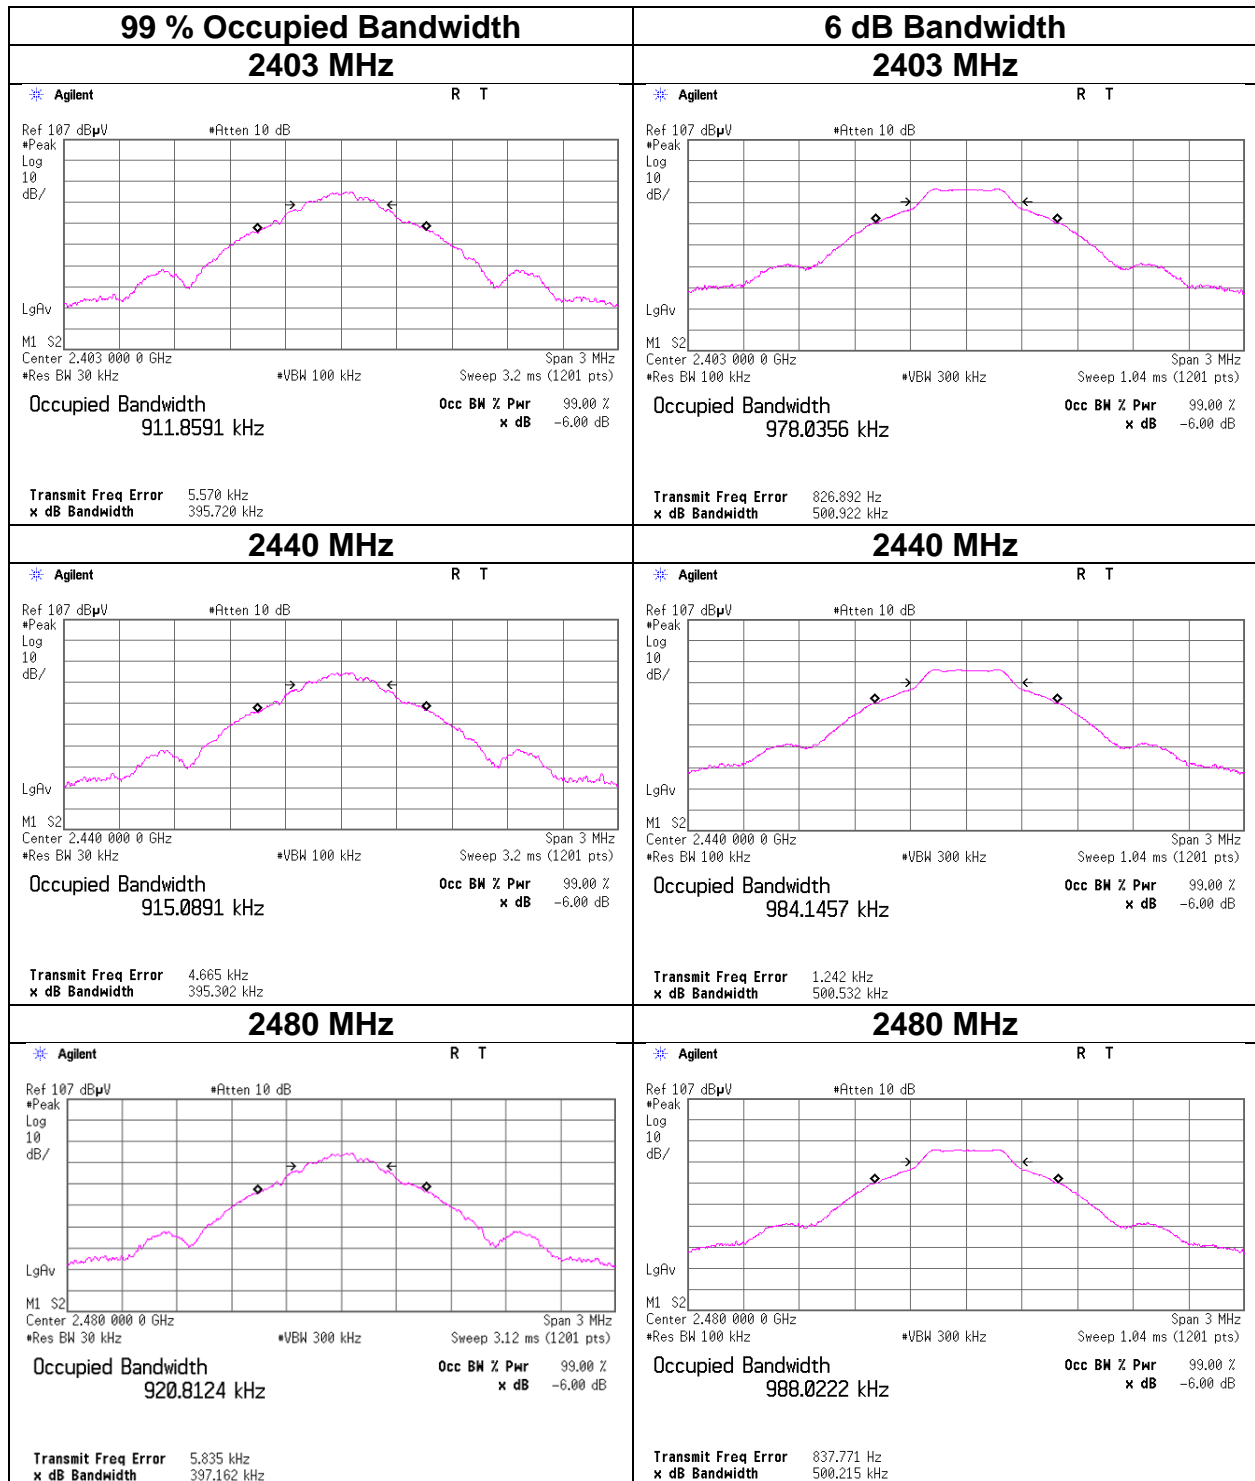 99 % Occupied Bandwidth
6 dB Bandwidth
2403 MHz
2403 MHz
Agilent
R T
Ref 107 dBµV
#Atten 10 dB
#Peak
Log
10
dB/
LgAv
M1 S2
Center 2.403 000 0 GHz
Span 3 MHz
#Res BW 30 kHz
#VBW 100 kHz
Sweep 3.2 ms (1201 pts)
Occupied Bandwidth
911.8591 kHz
Occ BW % Pwr 99.00 %
x dB -6.00 dB
Transmit Freq Error 5.570 kHz
x dB Bandwidth 395.720 kHz
Agilent
R T
Ref 107 dBµV
#Atten 10 dB
#Peak
Log
10
dB/
LgAv
M1 S2
Center 2.403 000 0 GHz
Span 3 MHz
#Res BW 100 kHz
#VBW 300 kHz
Sweep 1.04 ms (1201 pts)
Occupied Bandwidth
978.0356 kHz
Occ BW % Pwr 99.00 %
x dB -6.00 dB
Transmit Freq Error 826.892 Hz
x dB Bandwidth 500.922 kHz
2440 MHz
2440 MHz
Agilent
R T
Ref 107 dBµV
#Atten 10 dB
#Peak
Log
10
dB/
LgAv
M1 S2
Center 2.440 000 0 GHz
Span 3 MHz
#Res BW 30 kHz
#VBW 100 kHz
Sweep 3.2 ms (1201 pts)
Occupied Bandwidth
915.0891 kHz
Occ BW % Pwr 99.00 %
x dB -6.00 dB
Transmit Freq Error 4.665 kHz
x dB Bandwidth 395.302 kHz
Agilent
R T
Ref 107 dBµV
#Atten 10 dB
#Peak
Log
10
dB/
LgAv
M1 S2
Center 2.440 000 0 GHz
Span 3 MHz
#Res BW 100 kHz
#VBW 300 kHz
Sweep 1.04 ms (1201 pts)
Occupied Bandwidth
984.1457 kHz
Occ BW % Pwr 99.00 %
x dB -6.00 dB
Transmit Freq Error 1.242 kHz
x dB Bandwidth 500.532 kHz
2480 MHz
2480 MHz
Agilent
R T
Ref 107 dBµV
#Atten 10 dB
#Peak
Log
10
dB/
LgAv
M1 S2
Center 2.480 000 0 GHz
Span 3 MHz
#Res BW 30 kHz
#VBW 300 kHz
Sweep 3.12 ms (1201 pts)
Occupied Bandwidth
920.8124 kHz
Occ BW % Pwr 99.00 %
x dB -6.00 dB
Transmit Freq Error 5.835 kHz
x dB Bandwidth 397.162 kHz
Agilent
R T
Ref 107 dBµV
#Atten 10 dB
#Peak
Log
10
dB/
LgAv
M1 S2
Center 2.480 000 0 GHz
Span 3 MHz
#Res BW 100 kHz
#VBW 300 kHz
Sweep 1.04 ms (1201 pts)
Occupied Bandwidth
988.0222 kHz
Occ BW % Pwr 99.00 %
x dB -6.00 dB
Transmit Freq Error 837.771 Hz
x dB Bandwidth 500.215 kHz